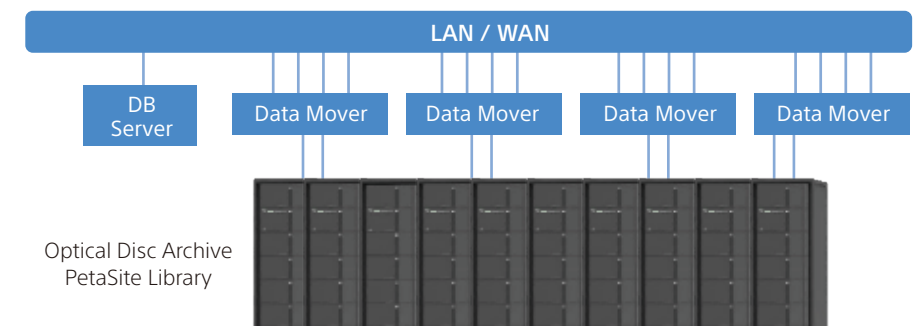 LAN / WAN
DB
Server
Data Mover
Data Mover
Data Mover
Data Mover
Optical Disc Archive
PetaSite Library